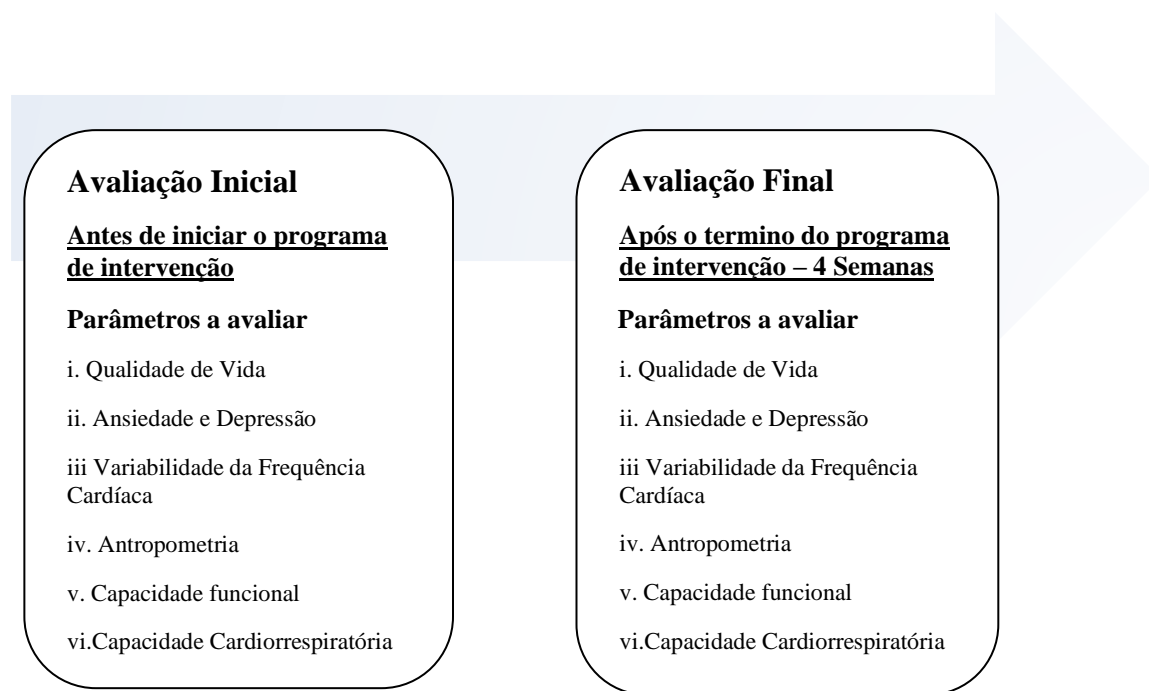 Avaliação Inicial
Antes de iniciar o programa
de intervenção
Parâmetros a avaliar
i. Qualidade de Vida
ii. Ansiedade e Depressão
iii Variabilidade da Frequência
Cardíaca
iv. Antropometria
v. Capacidade funcional
vi.Capacidade Cardiorrespiratória
Avaliação Final
Após o termino do programa
de intervenção – 4 Semanas
Parâmetros a avaliar
i. Qualidade de Vida
ii. Ansiedade e Depressão
iii Variabilidade da Frequência
Cardíaca
iv. Antropometria
v. Capacidade funcional
vi.Capacidade Cardiorrespiratória